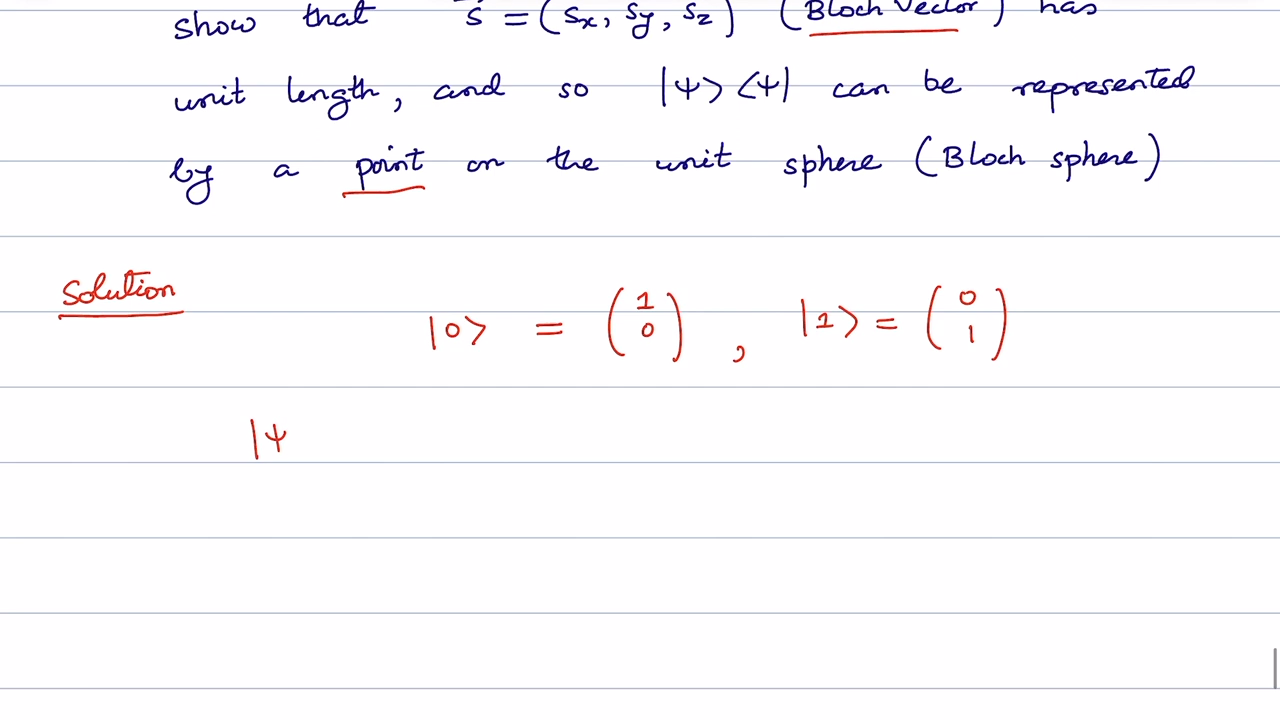 show that s⃗ = (sx, sy, sz) (Bloch Vector) has
unit length, and so |Ψ> <Ψ| can be represented
by a point on the unit sphere (Bloch sphere)
Solution |0> = (1 0), |1> = (0 1)
|Ψ